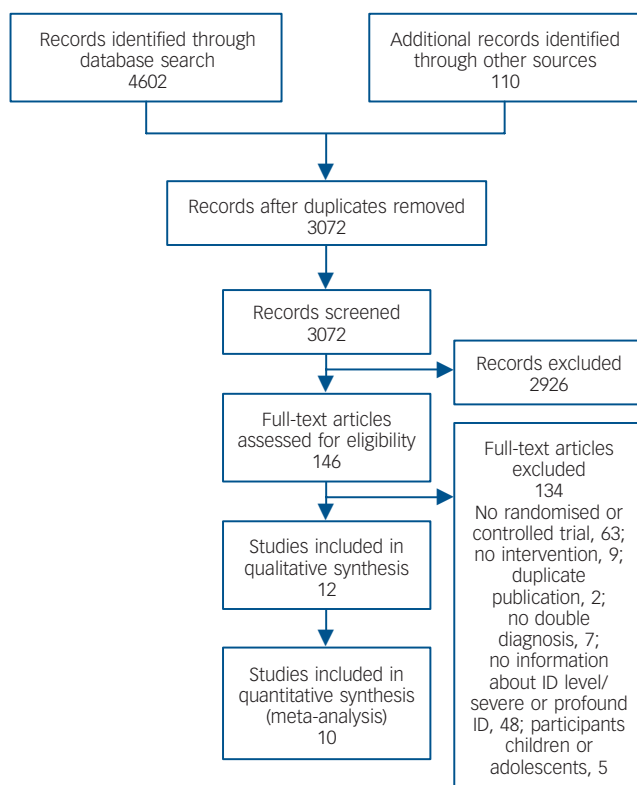 Records identified through
database search
4602
Additional records identified
through other sources
110
Records after duplicates removed
3072
Records screened
3072
Records excluded
2926
Full-text articles
assessed for eligibility
146
Full-text articles
excluded
134
No randomised or
controlled trial, 63;
no intervention, 9;
duplicate
publication, 2;
no double
diagnosis, 7;
no information
about ID level/
severe or profound
ID, 48; participants
children or
adolescents, 5
Studies included in
qualitative synthesis
12
Studies included in
quantitative synthesis
(meta-analysis)
10